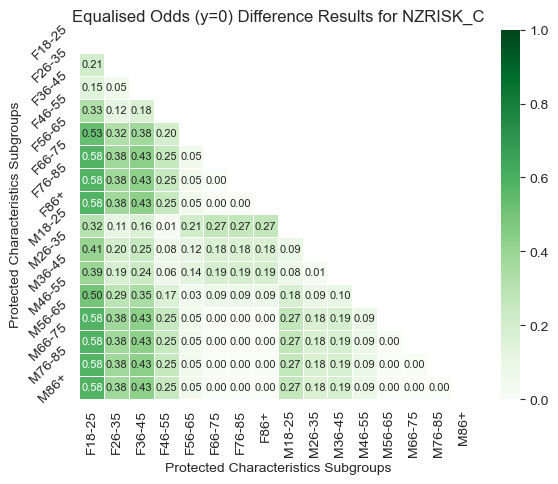 Equalised Odds (y=0) Difference Results for NZRISK_C
Protected Characteristics Subgroups
F18-25
F26-35 0.21
F36-45 0.15 0.05
F46-55 0.33 0.12 0.18
F56-65 0.53 0.32 0.38 0.20
F66-75 0.58 0.38 0.43 0.25 0.05
F76-85 0.58 0.38 0.43 0.25 0.05 0.00
F86+ 0.58 0.38 0.43 0.25 0.05 0.00 0.00
M18-25 0.32 0.11 0.16 0.01 0.21 0.27 0.27 0.27
M26-35 0.41 0.20 0.25 0.08 0.12 0.18 0.18 0.18 0.09
M36-45 0.39 0.19 0.24 0.06 0.14 0.19 0.19 0.19 0.08 0.01
M46-55 0.50 0.29 0.35 0.17 0.03 0.09 0.09 0.09 0.18 0.09 0.10
M56-65 0.58 0.38 0.43 0.25 0.05 0.00 0.00 0.00 0.27 0.18 0.19 0.09
M66-75 0.58 0.38 0.43 0.25 0.05 0.00 0.00 0.00 0.27 0.18 0.19 0.09 0.00
M76-85 0.58 0.38 0.43 0.25 0.05 0.00 0.00 0.00 0.27 0.18 0.19 0.09 0.00 0.00
M86+ 0.58 0.38 0.43 0.25 0.05 0.00 0.00 0.00 0.27 0.18 0.19 0.09 0.00 0.00 0.00
F18-25 F26-35 F36-45 F46-55 F56-65 F66-75 F76-85 F86+ M18-25 M26-35 M36-45 M46-55 M56-65 M66-75 M76-85 M86+
Protected Characteristics Subgroups
1.0
0.8
0.6
0.4
0.2
0.0